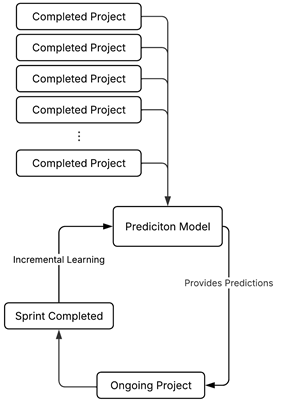 Completed Project
Completed Project
Completed Project
Completed Project
⋮
Completed Project
Prediciton Model
Incremental Learning
Provides Predictions
Sprint Completed
Ongoing Project